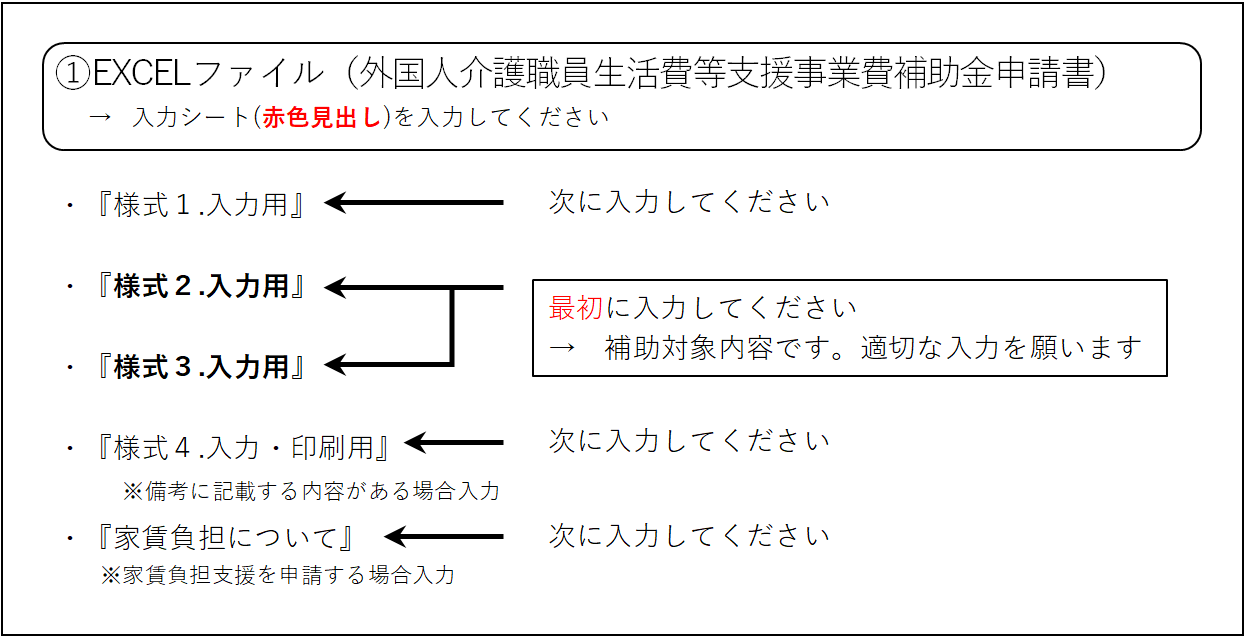 ①EXCELファイル（外国人介護職員生活費等支援事業費補助金申請書）
→　入力シート(赤色見出し)を入力してください
・『様式１.入力用』
次に入力してください
・『様式２.入力用』
・『様式３.入力用』
最初に入力してください
→　補助対象内容です。適切な入力を願います
・『様式４.入力・印刷用』
次に入力してください
※備考に記載する内容がある場合入力
・『家賃負担について』
次に入力してください
※家賃負担支援を申請する場合入力